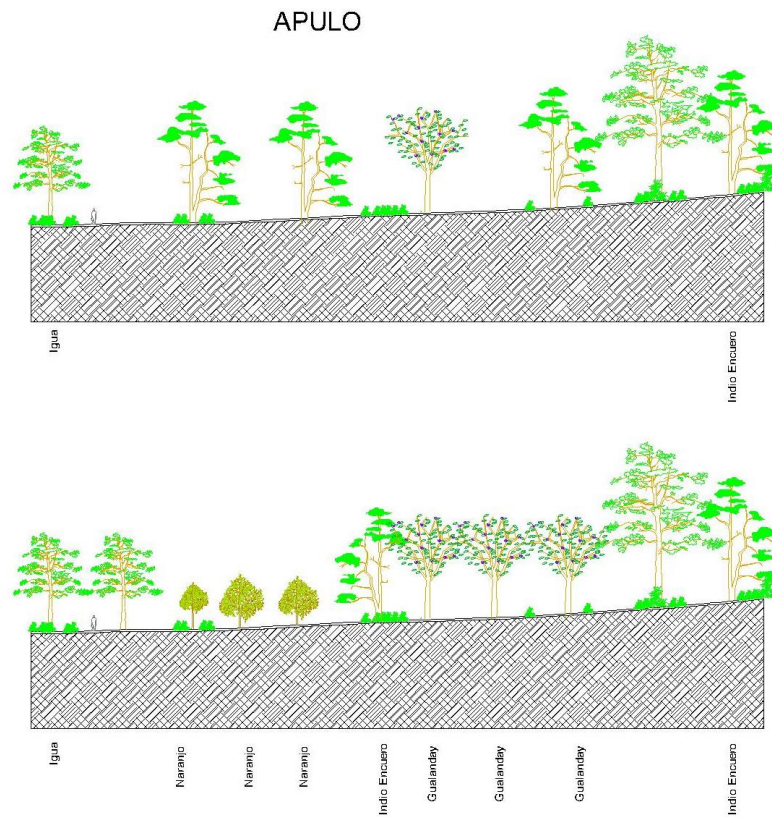 APULO
Igua
Indio Encuero
Igua
Naranjo
Naranjo
Naranjo
Indio Encuero
Gualanday
Gualanday
Gualanday
Indio Encuero